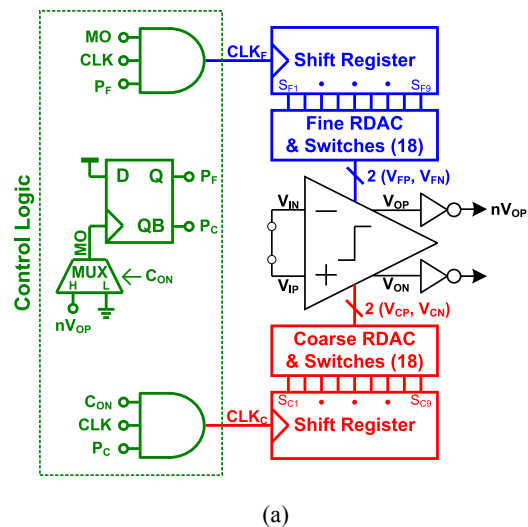 Control Logic
MO
CLK
P_F
CLK_F
Shift Register
S_F1
S_F9
Fine RDAC
& Switches (18)
2 (V_FP, V_FN)
D
Q
P_F
QB
P_C
MO
MUX
H
L
C_ON
nV_OP
V_IN
V_IP
V_OP
nV_OP
V_ON
2 (V_CP, V_CN)
Coarse RDAC
& Switches (18)
S_C1
S_C9
Shift Register
C_ON
CLK
P_C
CLK_C
(a)